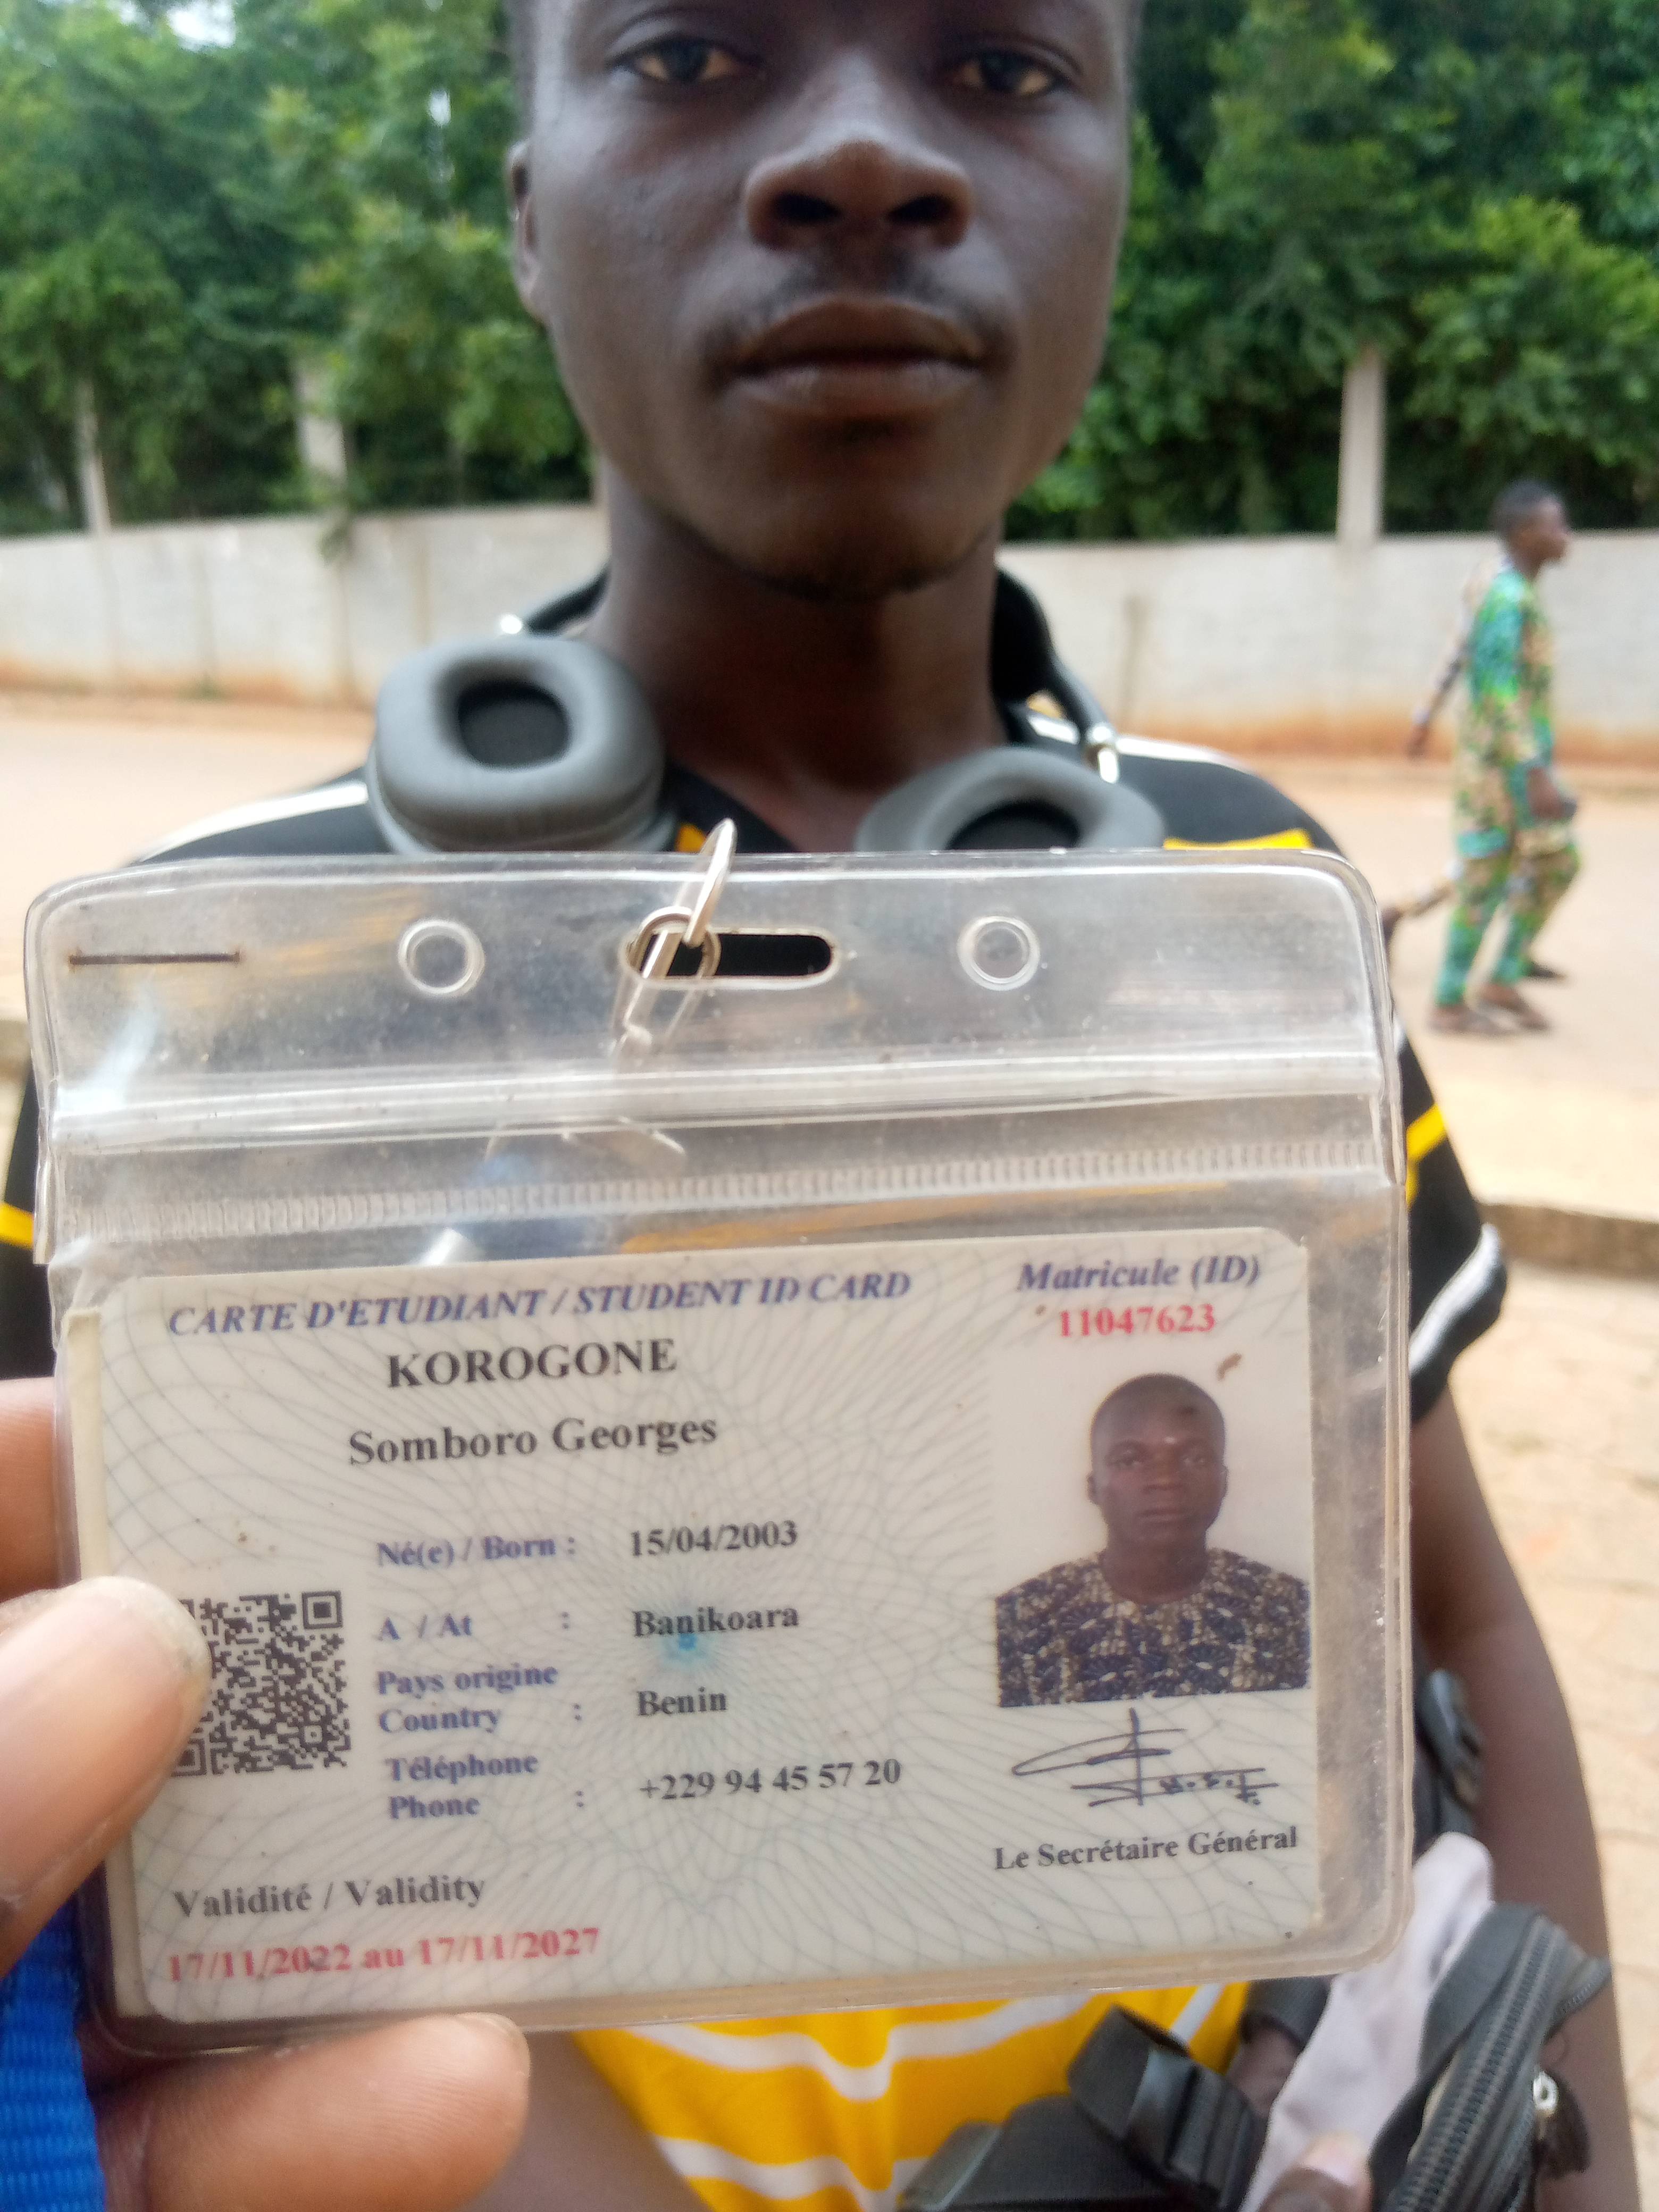 CARTE D'ETUDIANT / STUDENT ID CARD
Matricule (ID)
11047623
KOROGONE
Somboro Georges
Né(e) / Born : 15/04/2003
A / At : Banikoara
Pays origine
Country : Benin
Téléphone
Phone : +229 94 45 57 20
Le Secrétaire Général
Validité / Validity
17/11/2022 au 17/11/2027